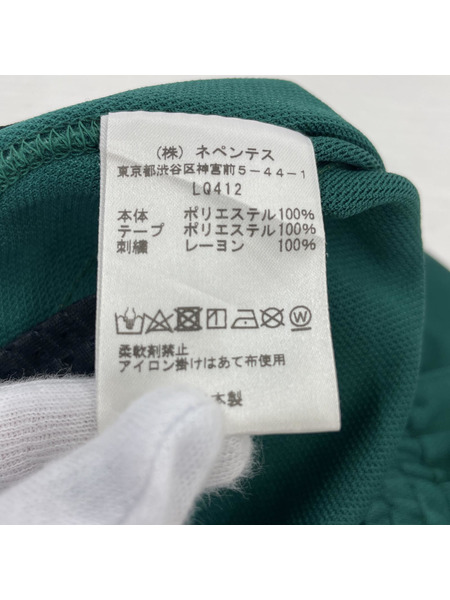 (株) ネペンテス
東京都渋谷区神宮前5-44-1
LQ412
本体 ポリエステル100%
テープ ポリエステル100%
刺繍 レーヨン 100%
W
柔軟剤禁止
アイロン掛けはあて布使用
本製